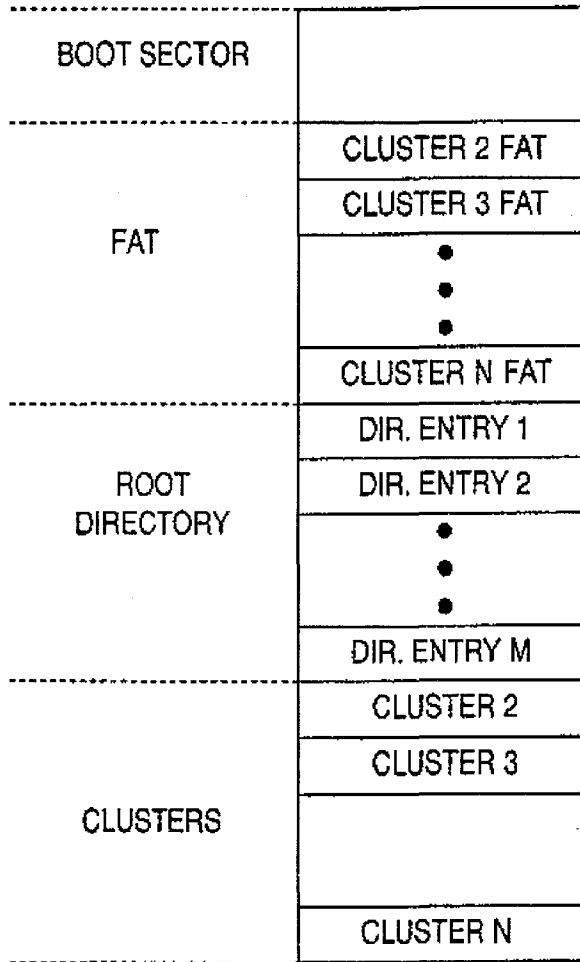 BOOT SECTOR
CLUSTER 2 FAT
CLUSTER 3 FAT
FAT
CLUSTER N FAT
DIR. ENTRY 1
DIR. ENTRY 2
ROOT
DIRECTORY
DIR. ENTRY M
CLUSTER 2
CLUSTER 3
CLUSTERS
CLUSTER N